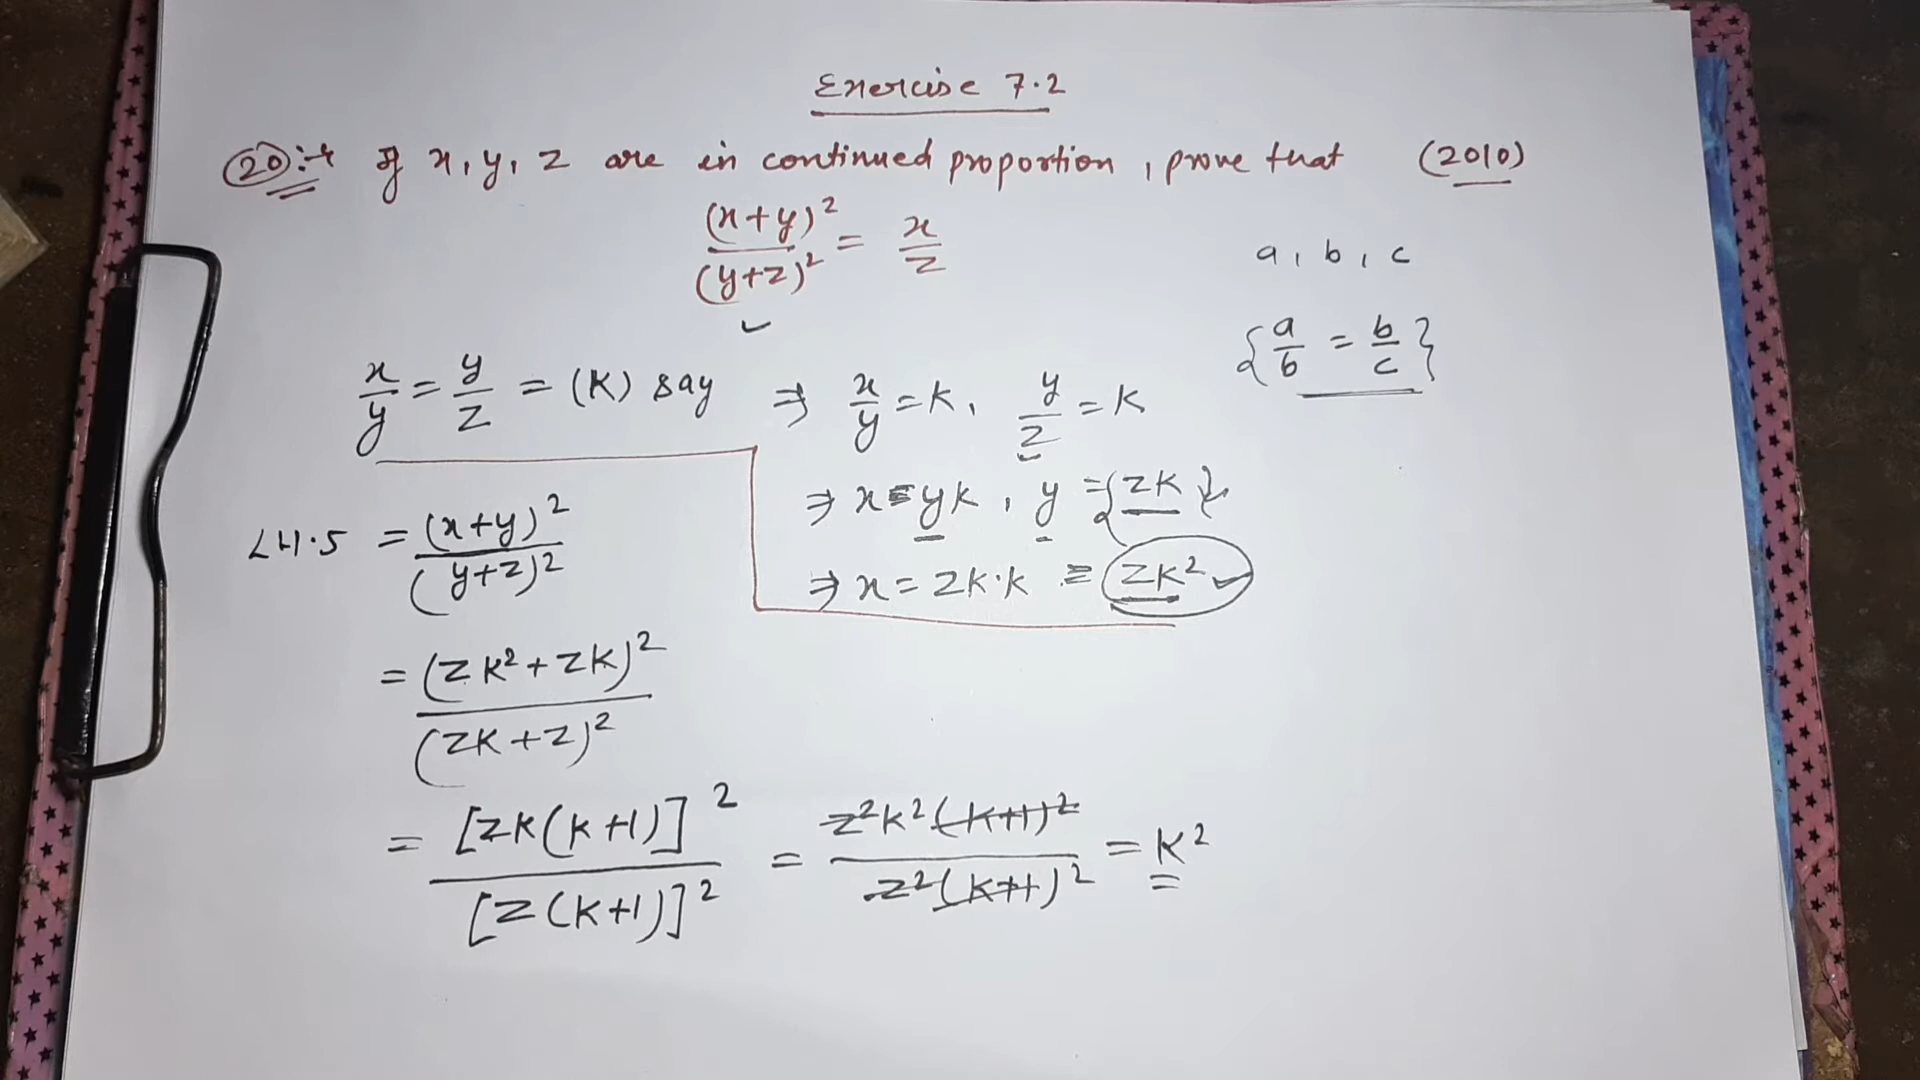 Exercise 7.2
(20):→ If x, y, z are in continued proportion, prove that (2010)
(x+y)² / (y+z)² = x/z
a, b, c
{a/b = b/c}
x/y = y/z = (K) say ⇒ x/y = K, y/z = K
⇒ x = yK, y = {zK}
⇒ x = zK·K = zK²
LH.S = (x+y)² / (y+z)²
= (zK² + zK)² / (zK + z)²
= [zK(K+1)]² / [z(K+1)]² = z²K²(K+1)² / z²(K+1)² = K²